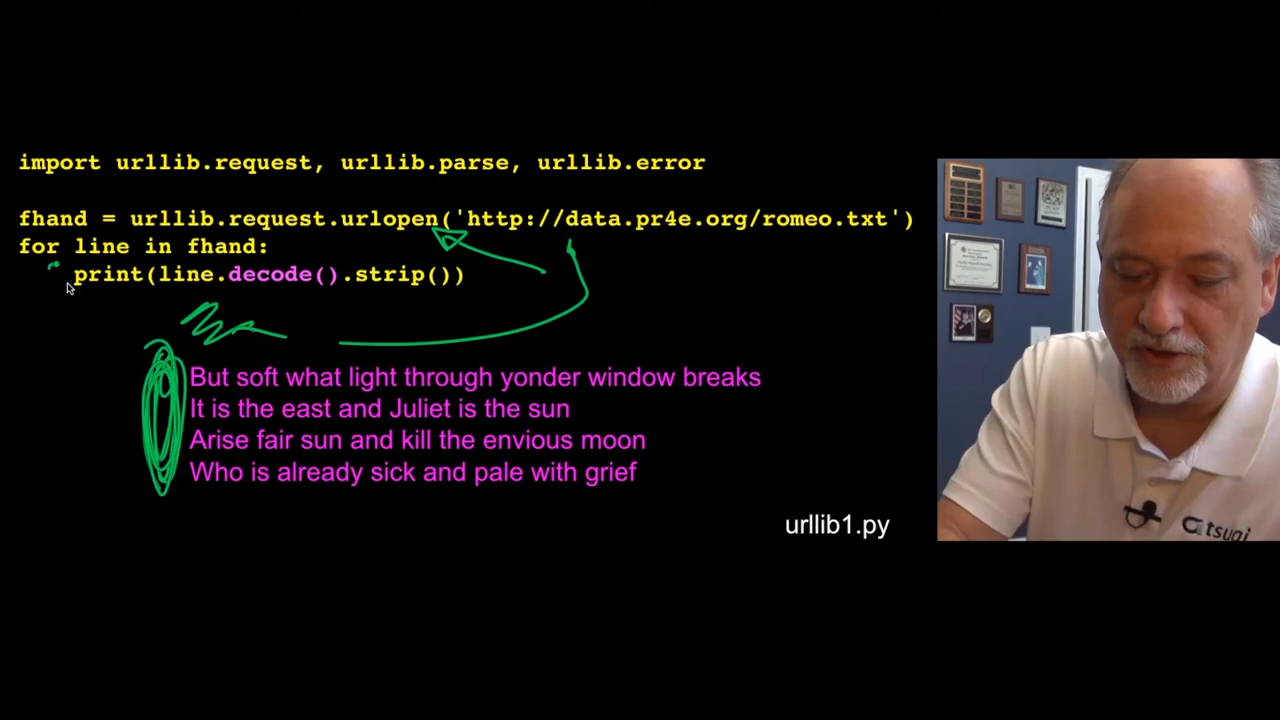 import urllib.request, urllib.parse, urllib.error
fhand = urllib.request.urlopen('http://data.pr4e.org/romeo.txt')
for line in fhand:
print(line.decode().strip())
But soft what light through yonder window breaks
It is the east and Juliet is the sun
Arise fair sun and kill the envious moon
Who is already sick and pale with grief
urllib1.py
tsugi